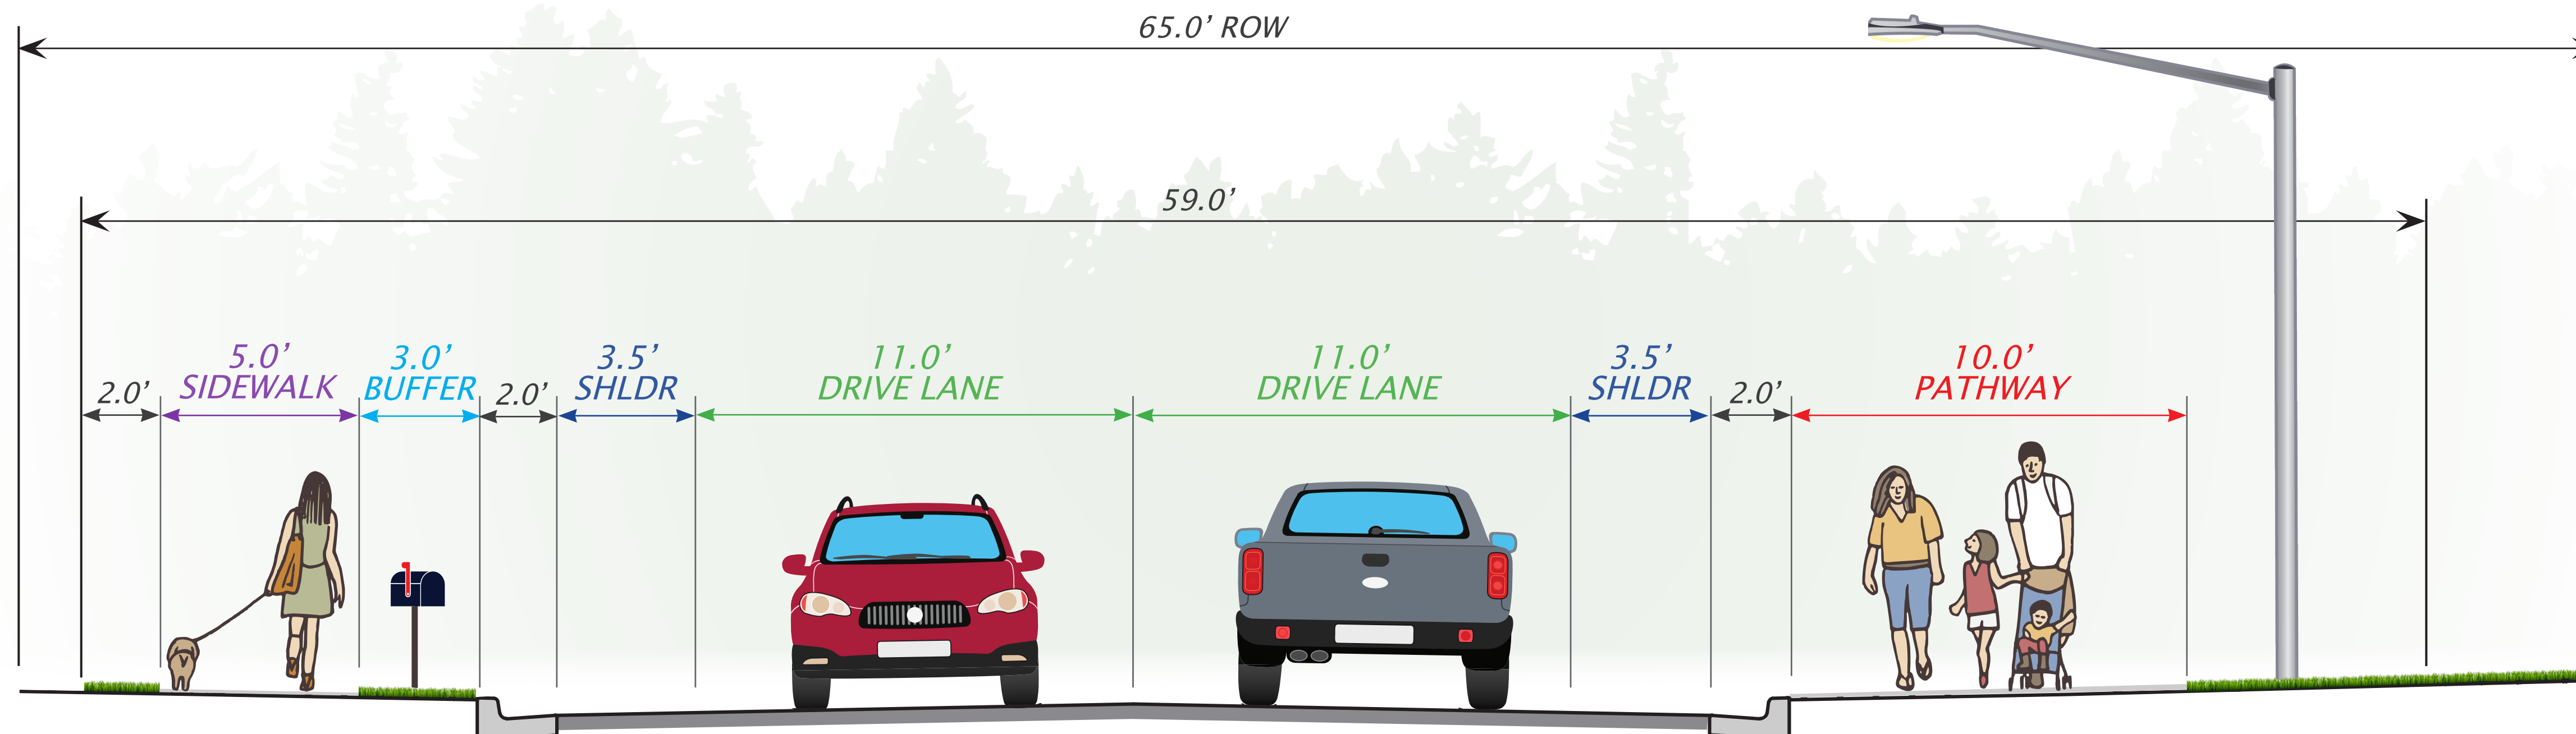 65.0’ ROW
59.0’
2.0’
5.0’
SIDEWALK
3.0’
BUFFER
2.0’
3.5’
SHLDR
11.0’
DRIVE LANE
11.0’
DRIVE LANE
3.5’
SHLDR
2.0’
10.0’
PATHWAY